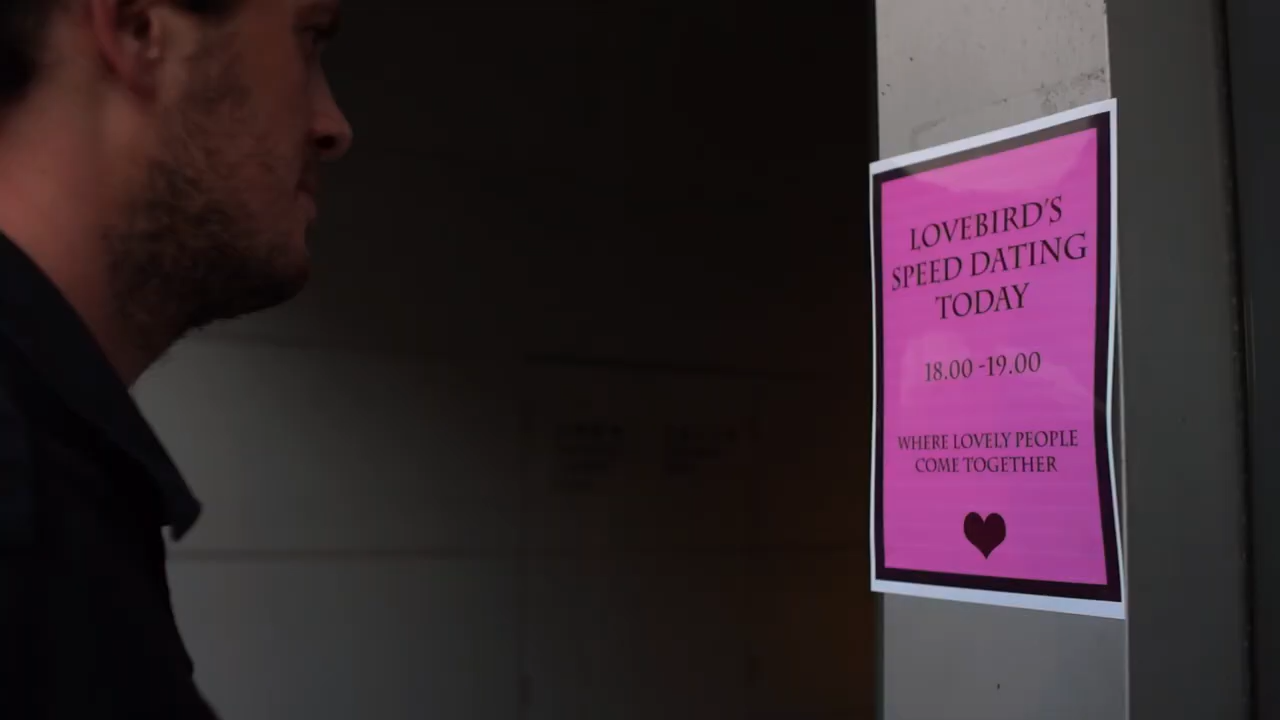 LOVEBIRD'S
SPEED DATING
TODAY
18.00 -19.00
WHERE LOVELY PEOPLE
COME TOGETHER